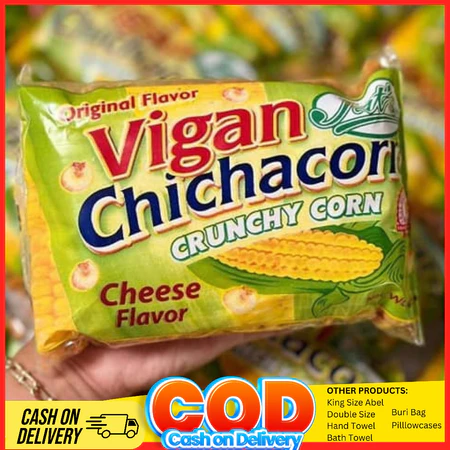 Original Flavor
Vigan
Chichacorn
CRUNCHY CORN
Cheese
Flavor
CASH ON
DELIVERY
COD
Cash on Delivery
OTHER PRODUCTS:
King Size Abel
Double Size
Hand Towel
Bath Towel
Buri Bag
Pillowcases